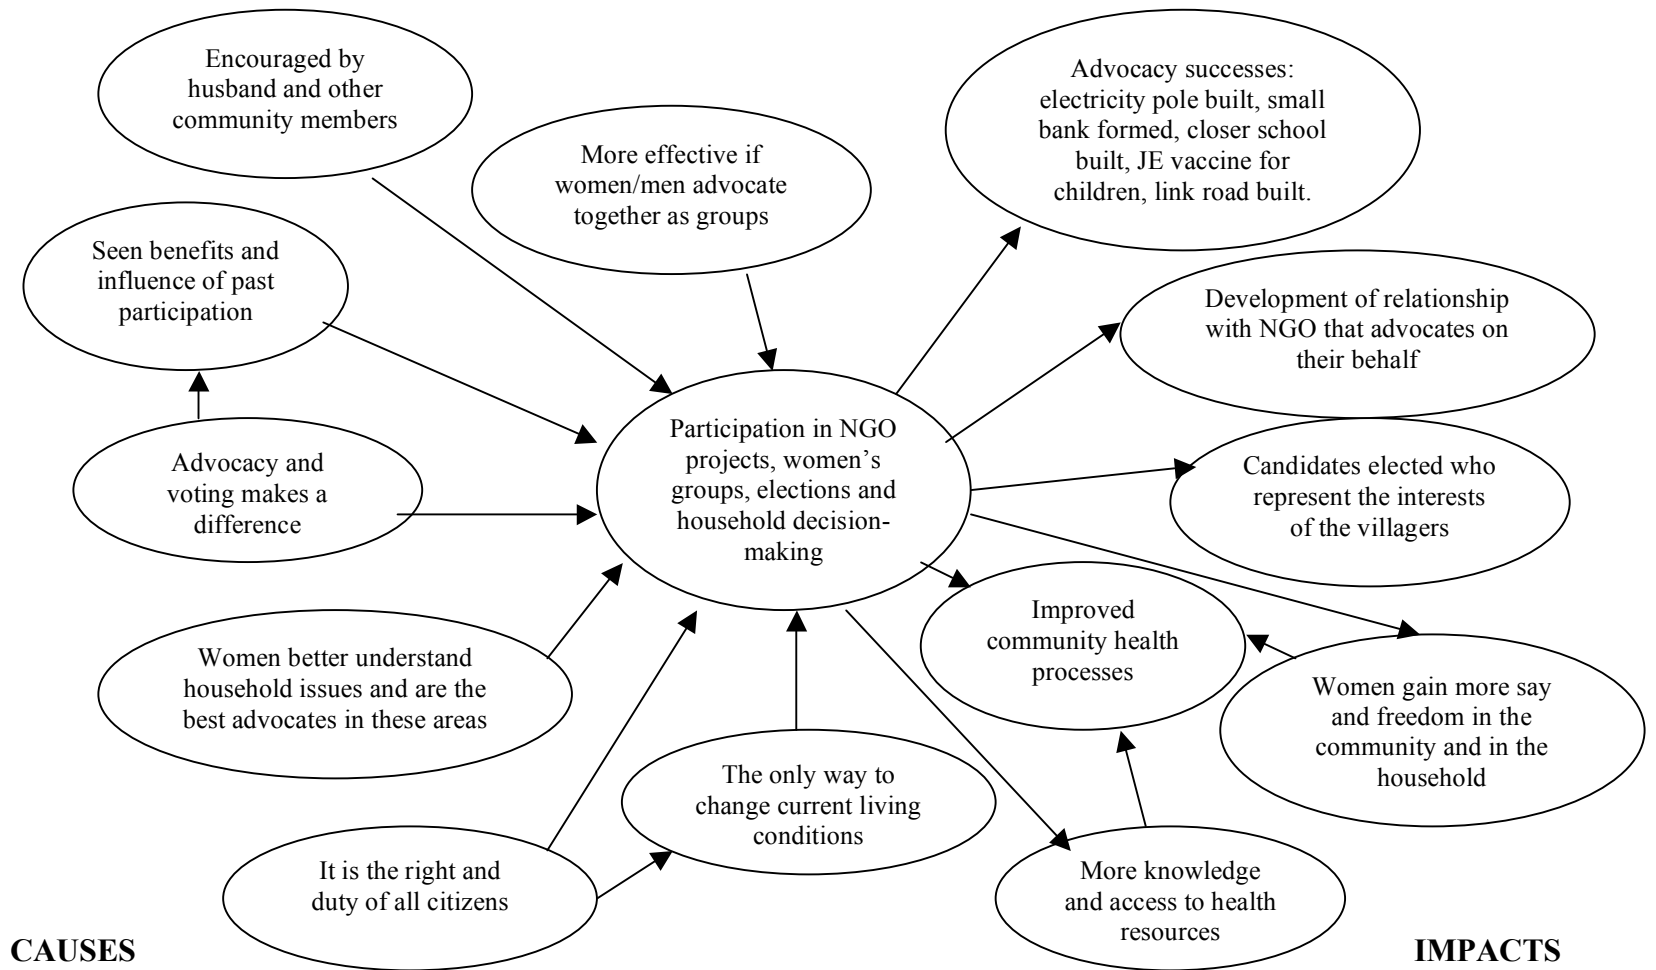 Encouraged by
husband and other
community members
More effective if
women/men advocate
together as groups
Advocacy successes:
electricity pole built, small
bank formed, closer school
built, JE vaccine for
children, link road built.
Seen benefits and
influence of past
participation
Development of relationship
with NGO that advocates on
their behalf
Advocacy and
voting makes a
difference
Participation in NGO
projects, women’s
groups, elections and
household decision-
making
Candidates elected who
represent the interests
of the villagers
Women better understand
household issues and are the
best advocates in these areas
Improved
community health
processes
Women gain more say
and freedom in the
community and in the
household
The only way to
change current living
conditions
It is the right and
duty of all citizens
More knowledge
and access to health
resources
CAUSES
IMPACTS